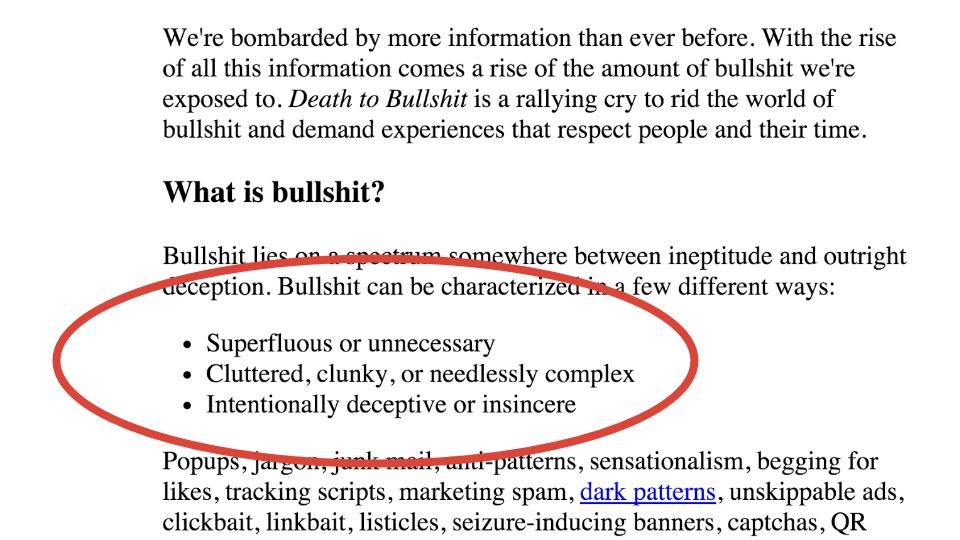 We're bombarded by more information than ever before. With the rise
of all this information comes a rise of the amount of bullshit we're
exposed to. Death to Bullshit is a rallying cry to rid the world of
bullshit and demand experiences that respect people and their time.
What is bullshit?
Bullshit lies on a spectrum somewhere between ineptitude and outright
deception. Bullshit can be characterized in a few different ways:
• Superfluous or unnecessary
• Cluttered, clunky, or needlessly complex
• Intentionally deceptive or insincere
Popups, jargon, junk mail, anti-patterns, sensationalism, begging for
likes, tracking scripts, marketing spam, dark patterns, unskippable ads,
clickbait, linkbait, listicles, seizure-inducing banners, captchas, QR